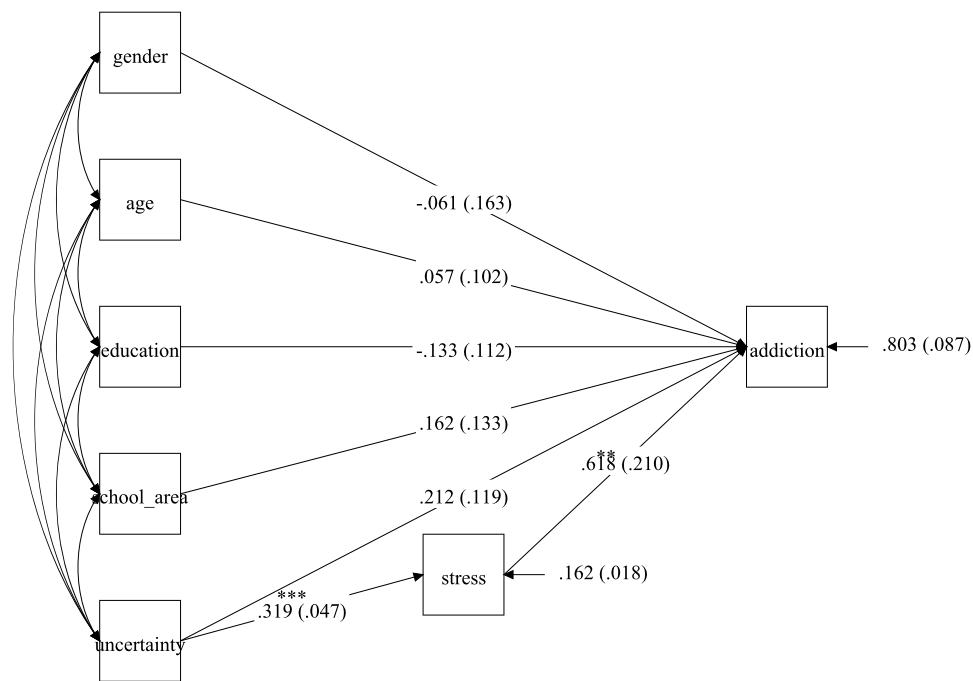 gender
age
-.061 (.163)
.057 (.102)
education
-.133 (.112)
addiction
.803 (.087)
.162 (.133)
**
.618 (.210)
school_area
.212 (.119)
stress
.162 (.018)
***
.319 (.047)
uncertainty